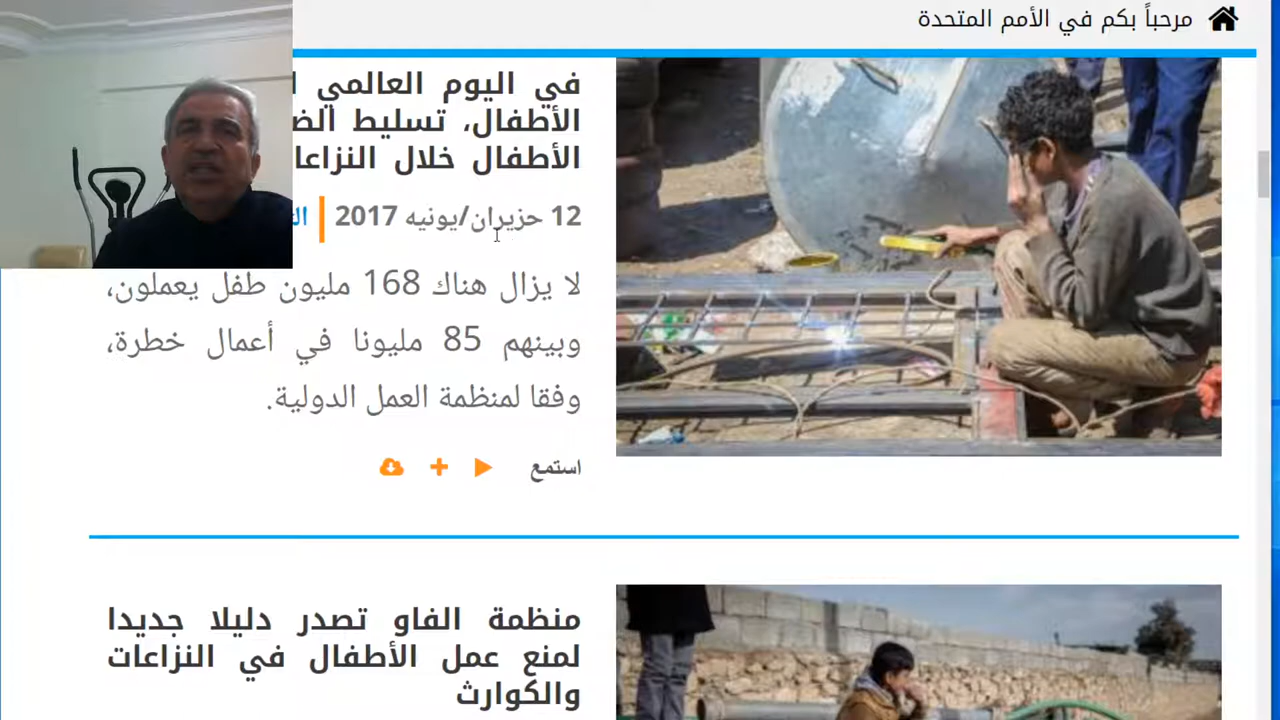 مرحباً بكم في الأمم المتحدة
في اليوم العالمي
الأطفال، تسليط
الأطفال خلال
12 حزيران/يونيه 2017
لا يزال هناك 168 مليون طفل يعملون،
وبينهم 85 مليونا في أعمال خطرة،
وفقا لمنظمة العمل الدولية.
استمع
منظمة الفاو تصدر دليلا جديدا
لمنع عمل الأطفال في النزاعات
والكوارث